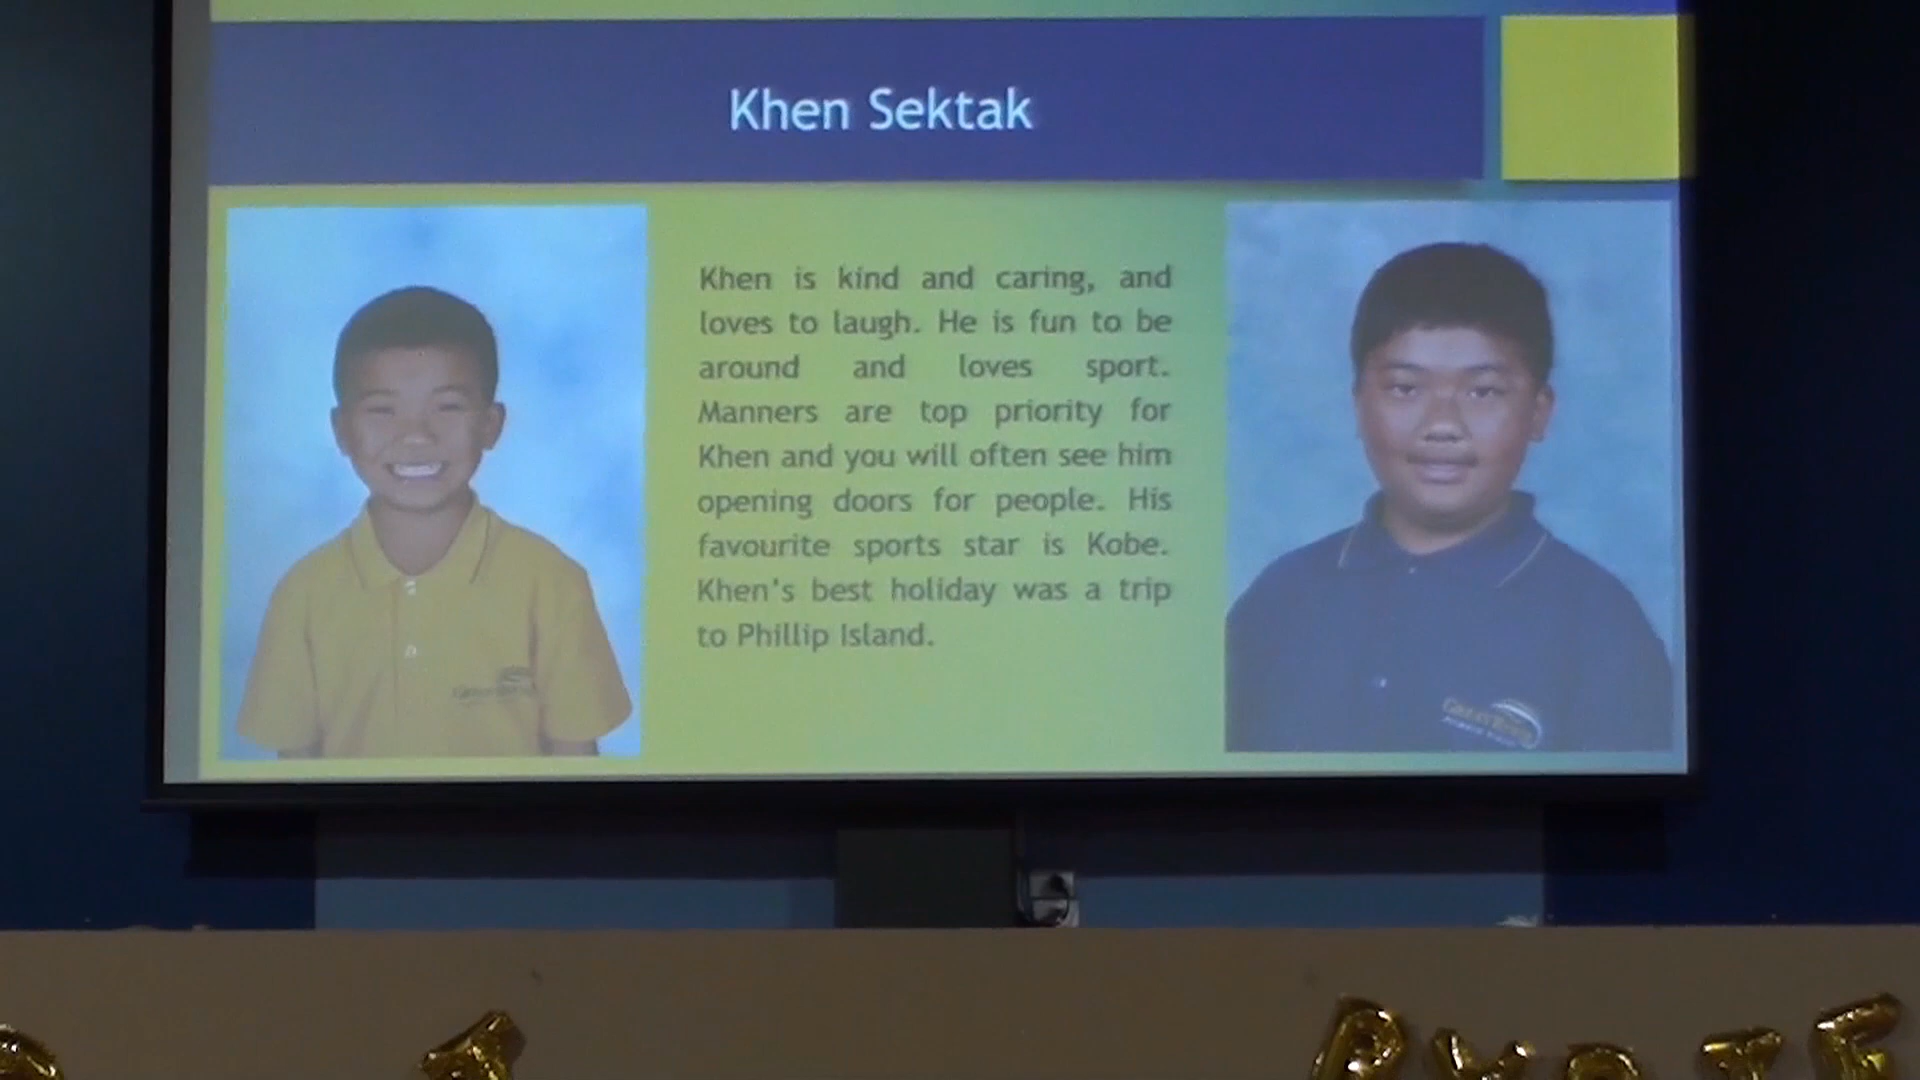 Khen Sektak
Khen is kind and caring, and
loves to laugh. He is fun to be
around and loves sport.
Manners are top priority for
Khen and you will often see him
opening doors for people. His
favourite sports star is Kobe.
Khen's best holiday was a trip
to Phillip Island.